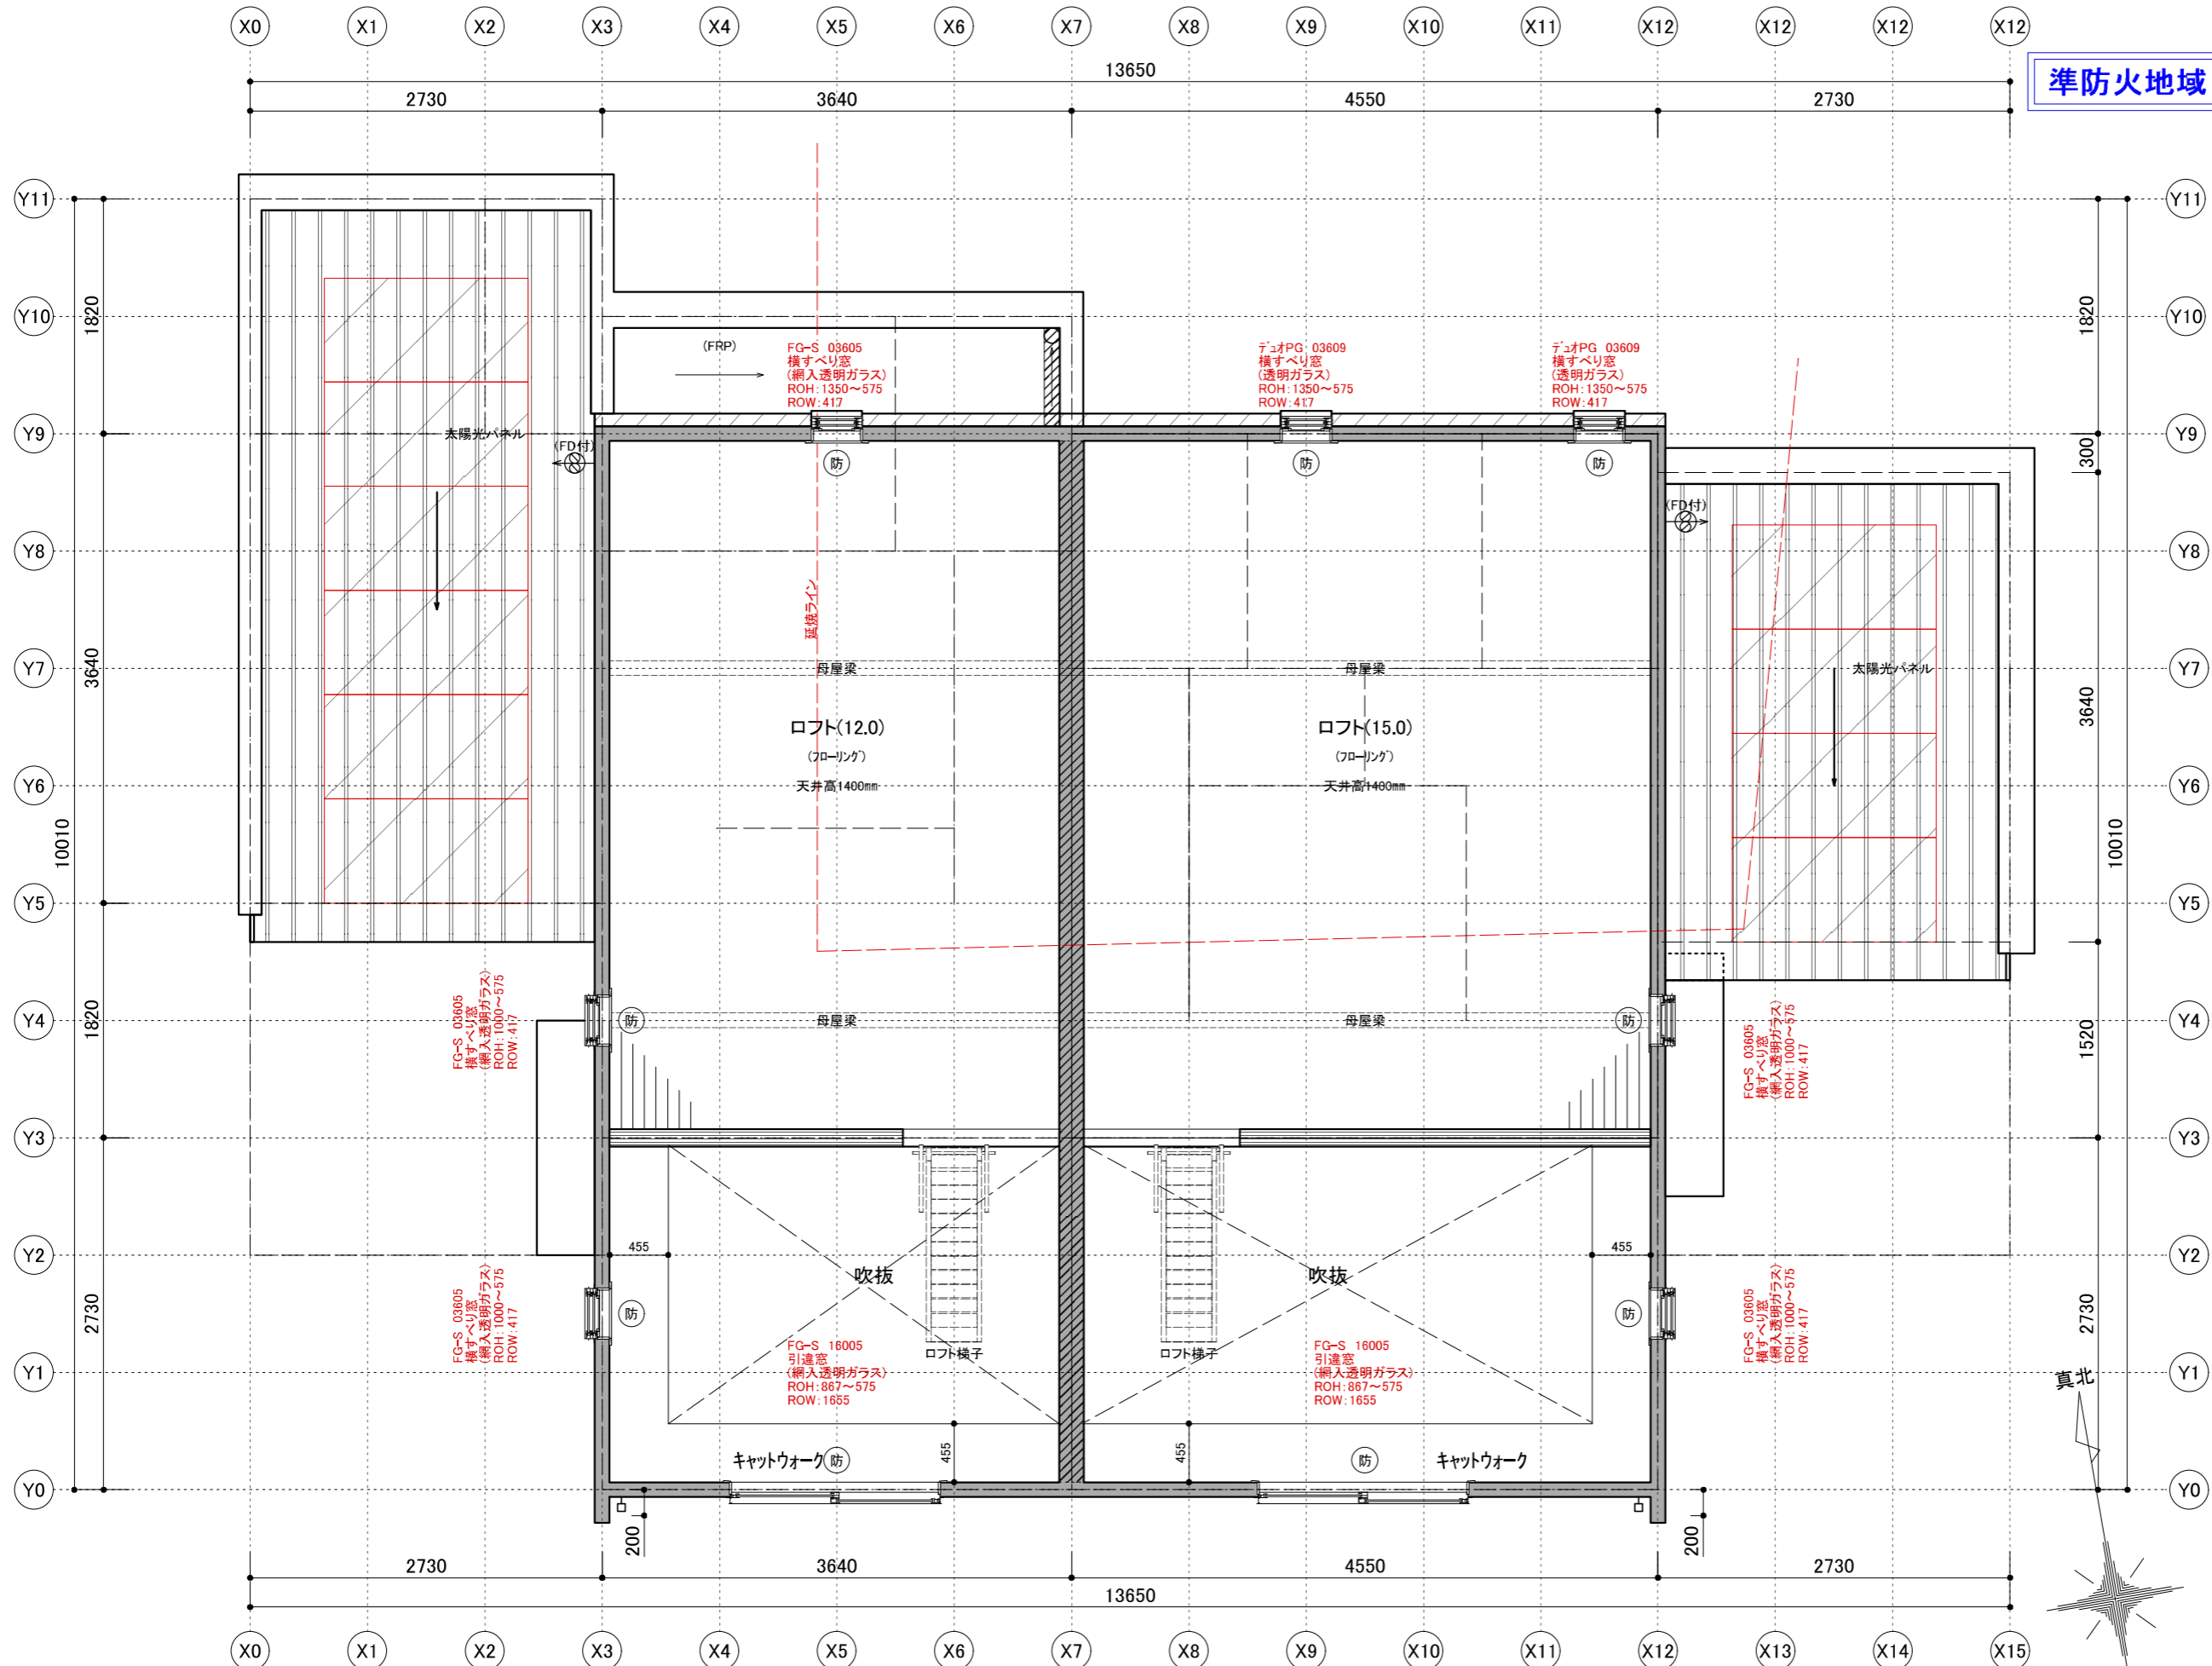 X0 X1 X2 X3 X4 X5 X6 X7 X8 X9 X10 X11 X12 X12 X12 X12
13650
準防火地域
2730 3640 4550 2730
Y11 Y11
1820 1820
Y10 Y10
(FRP)
FG-S 03605
横すべり窓
(網入透明ガラス)
ROH:1350～575
ROW:417
デュオPG 03609
横すべり窓
(透明ガラス)
ROH:1350～575
ROW:417
デュオPG 03609
横すべり窓
(透明ガラス)
ROH:1350～575
ROW:417
Y9 Y9
太陽光パネル
(FD付)
防 防 防
300
(FD付)
Y8 Y8
延焼ライン
Y7 Y7
母屋梁 母屋梁
太陽光パネル
3640 3640
ロフト(12.0)
(フローリング)
天井高1400mm
ロフト(15.0)
(フローリング)
天井高1400mm
Y6 Y6
10010 10010
Y5 Y5
FG-S 03605
横すべり窓
(網入透明ガラス)
ROH:1000～575
ROW:417
FG-S 03605
横すべり窓
(網入透明ガラス)
ROH:1000～575
ROW:417
Y4 Y4
1820 1520
防 母屋梁 母屋梁 防
Y3 Y3
Y2 Y2
455 455
吹抜 吹抜
FG-S 03605
横すべり窓
(網入透明ガラス)
ROH:1000～575
ROW:417
FG-S 03605
横すべり窓
(網入透明ガラス)
ROH:1000～575
ROW:417
2730 2730
防 防
ロフト梯子 ロフト梯子
FG-S 16005
引違窓
(網入透明ガラス)
ROH:867～575
ROW:1655
FG-S 16005
引違窓
(網入透明ガラス)
ROH:867～575
ROW:1655
Y1 Y1
真北
キャットウォーク 防 455 455 防 キャットウォーク
Y0 Y0
200 200
2730 3640 4550 2730
13650
X0 X1 X2 X3 X4 X5 X6 X7 X8 X9 X10 X11 X12 X13 X14 X15